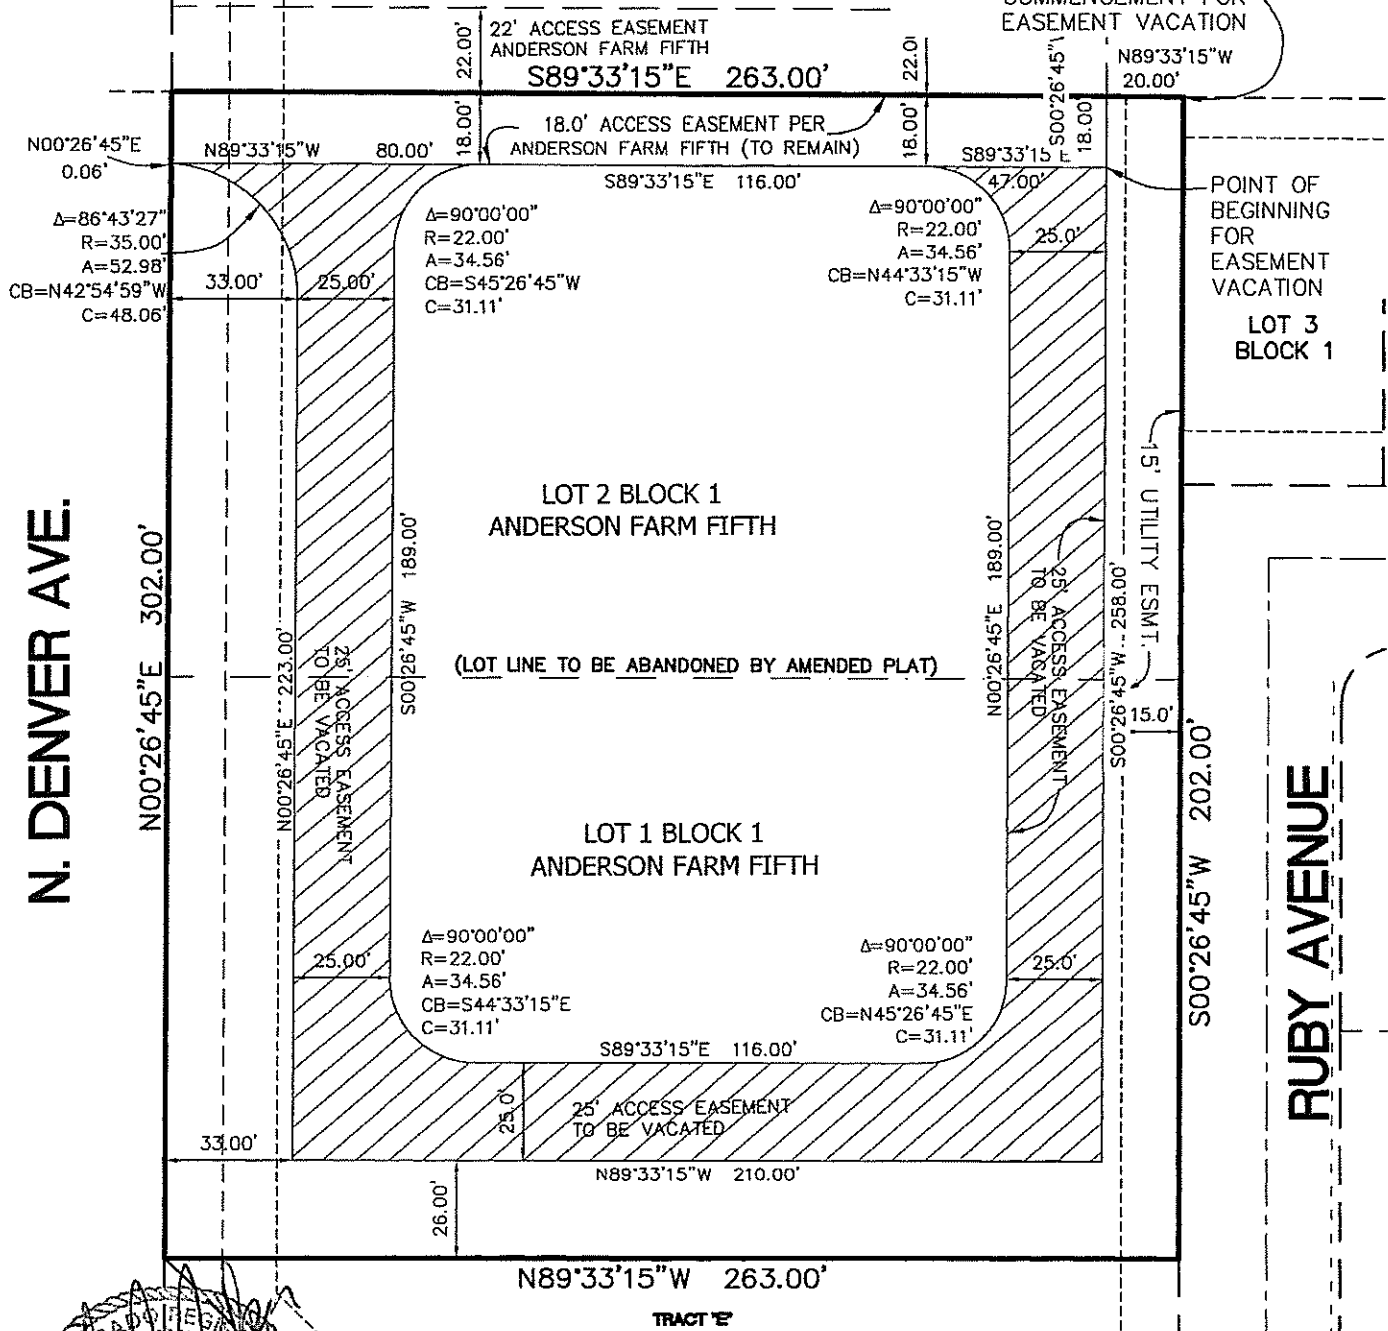 COMMENCEMENT FOR
EASEMENT VACATION
22' ACCESS EASEMENT
ANDERSON FARM FIFTH
22.00'
22.0
S89°33'15"E 263.00'
N89°33'15"W
20.00'
S00°26'45"W
18.00'
18.00'
18.00'
18.0' ACCESS EASEMENT PER
ANDERSON FARM FIFTH (TO REMAIN)
N00°26'45"E
0.06'
N89°33'15"W 80.00'
S89°33'15"E 116.00'
S89°33'15"E
47.00'
POINT OF
BEGINNING
FOR
EASEMENT
VACATION
LOT 3
BLOCK 1
Δ=86°43'27"
R=35.00'
A=52.98'
CB=N42°54'59"W
C=48.06'
33.00'
25.00'
Δ=90°00'00"
R=22.00'
A=34.56'
CB=S45°26'45"W
C=31.11'
Δ=90°00'00"
R=22.00'
A=34.56'
CB=N44°33'15"W
C=31.11'
25.0'
LOT 2 BLOCK 1
ANDERSON FARM FIFTH
N. DENVER AVE.
N00°26'45"E 302.00'
N00°26'45"E 223.00'
25' ACCESS EASEMENT
TO BE VACATED
S00°26'45"W 189.00'
(LOT LINE TO BE ABANDONED BY AMENDED PLAT)
N00°26'45"E 189.00'
25' ACCESS EASEMENT
TO BE VACATED
S00°26'45"W 258.00'
15' UTILITY ESMT.
15.0'
S00°26'45"W 202.00'
RUBY AVENUE
LOT 1 BLOCK 1
ANDERSON FARM FIFTH
Δ=90°00'00"
R=22.00'
A=34.56'
CB=S44°33'15"E
C=31.11'
Δ=90°00'00"
R=22.00'
A=34.56'
CB=N45°26'45"E
C=31.11'
25.00'
25.0'
S89°33'15"E 116.00'
25.0'
25' ACCESS EASEMENT
TO BE VACATED
33.00'
N89°33'15"W 210.00'
26.00'
N89°33'15"W 263.00'
TRACT "E"